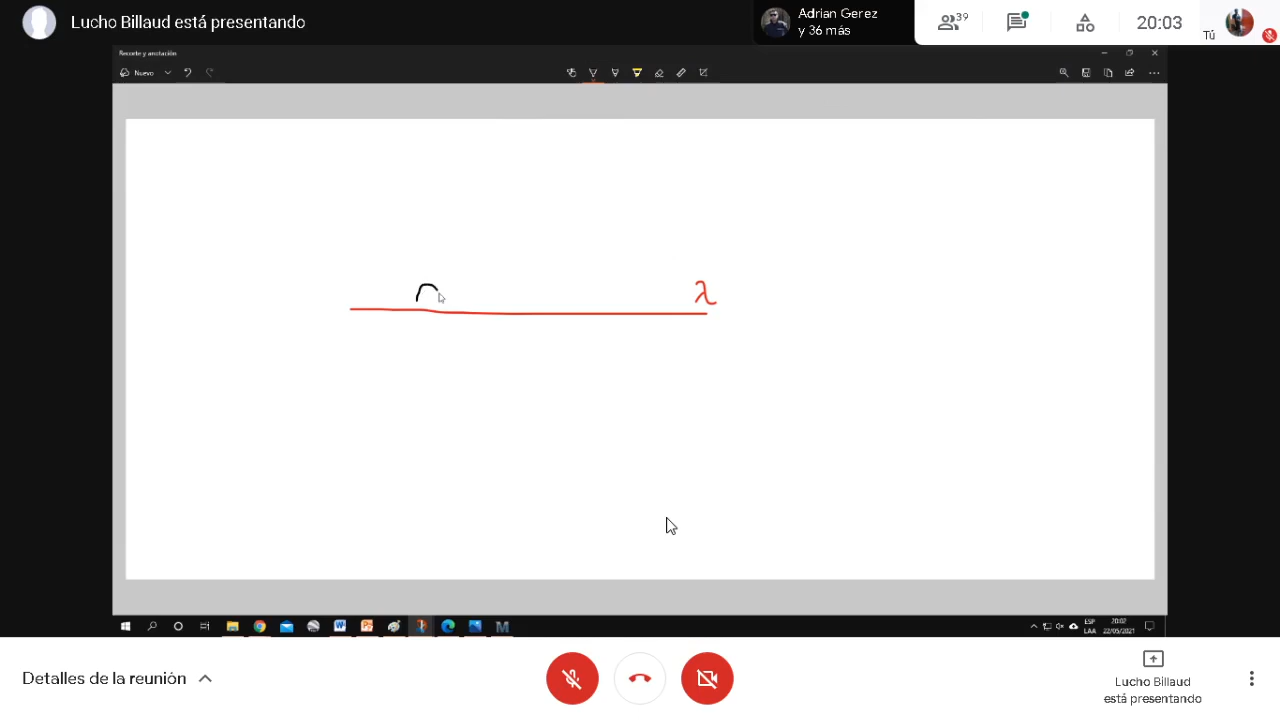 Lucho Billaud está presentando
Adrian Gerez
y 36 más
39
20:03
Tú
Recorte y anotación
Nuevo
λ
ESP
LAA
20:02
22/05/2021
Detalles de la reunión
Lucho Billaud
está presentando